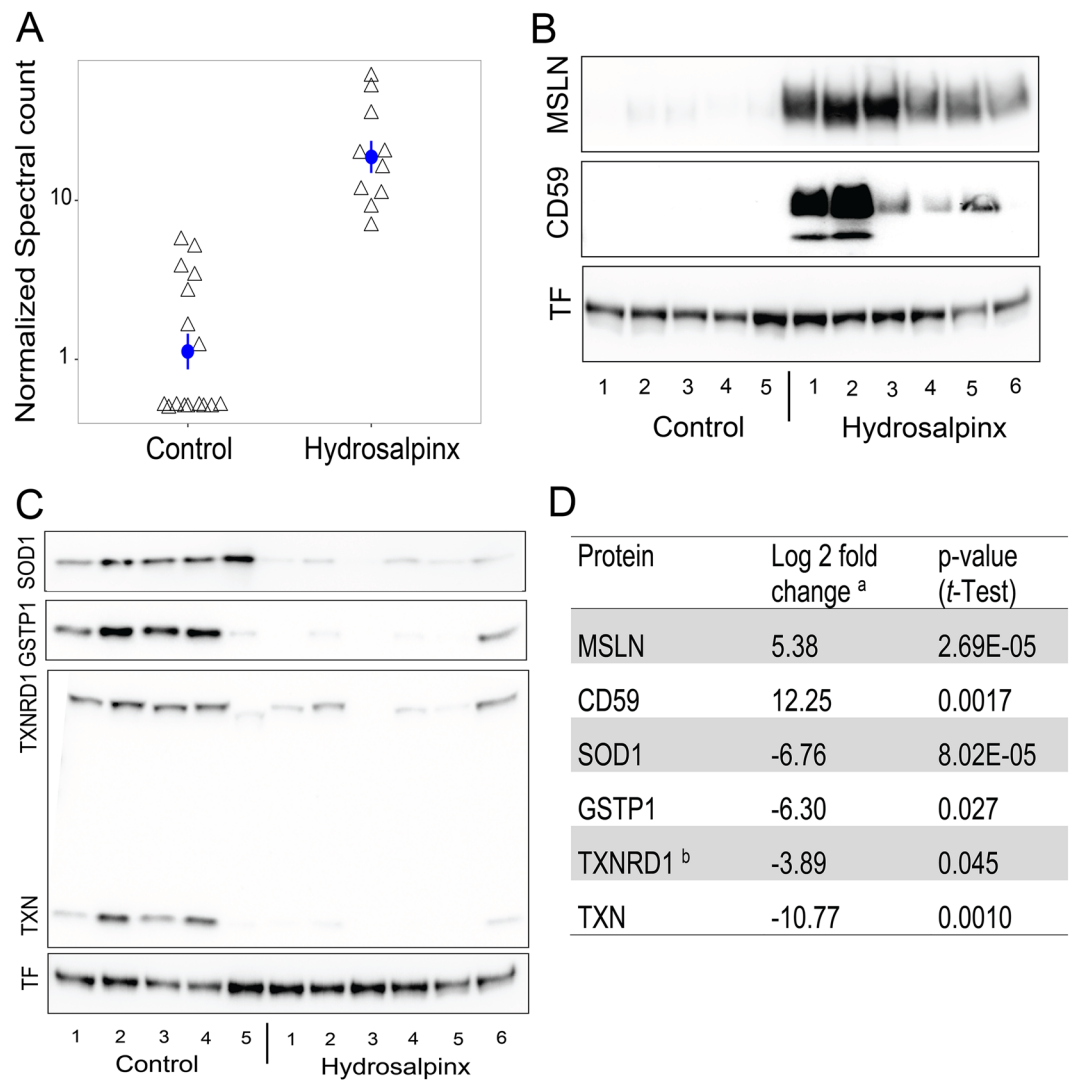 A
Normalized Spectral count
10
1
Control
Hydrosalpinx
B
MSLN
CD59
TF
1 2 3 4 5 1 2 3 4 5 6
Control Hydrosalpinx
C
SOD1
GSTP1
TXNRD1
TXN
TF
1 2 3 4 5 1 2 3 4 5 6
Control Hydrosalpinx
D
Protein Log 2 fold change a p-value (t-Test)
MSLN 5.38 2.69E-05
CD59 12.25 0.0017
SOD1 -6.76 8.02E-05
GSTP1 -6.30 0.027
TXNRD1 b -3.89 0.045
TXN -10.77 0.0010